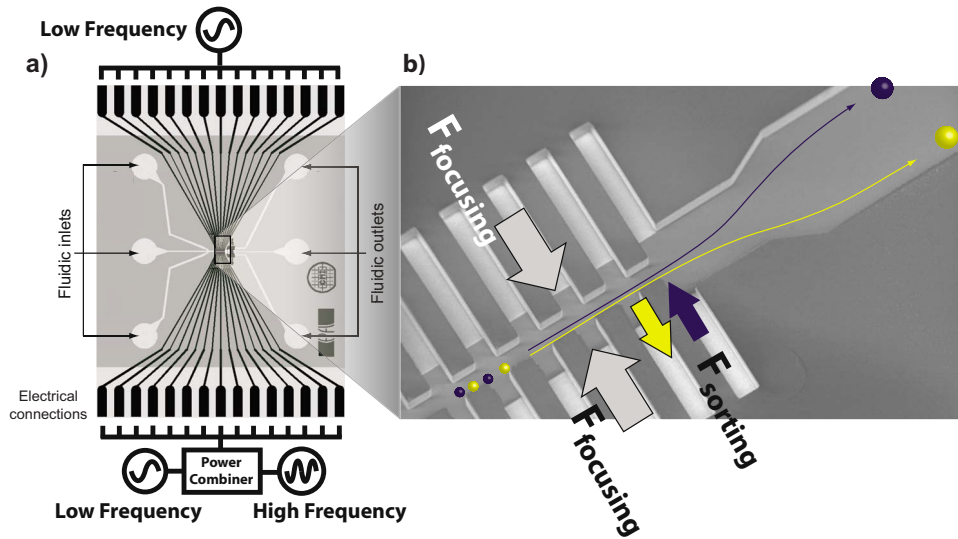 Low Frequency
a)
b)
F focusing
Fluidic inlets
Fluidic outlets
Electrical
connections
F sorting
F focusing
Power
Combiner
Low Frequency
High Frequency